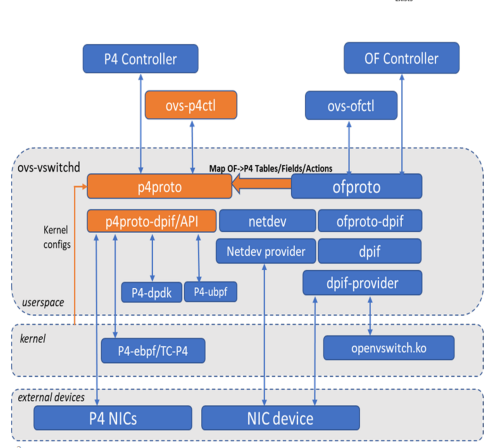 P4 Controller
OF Controller
ovs-p4ctl
ovs-ofctl
ovs-vswitchd
Map OF->P4 Tables/Fields/Actions
p4proto
ofproto
Kernel
configs
p4proto-dpif/API
netdev
ofproto-dpif
Netdev provider
dpif
P4-dpdk
P4-ubpf
dpif-provider
userspace
kernel
P4-ebpf/TC-P4
openvswitch.ko
external devices
P4 NICs
NIC device